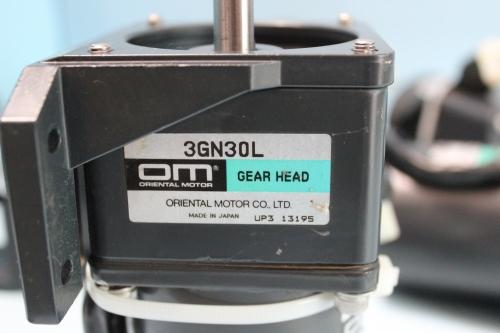 3GN30L
om®
ORIENTAL MOTOR
GEAR HEAD
ORIENTAL MOTOR CO., LTD.
MADE IN JAPAN UP3 13195